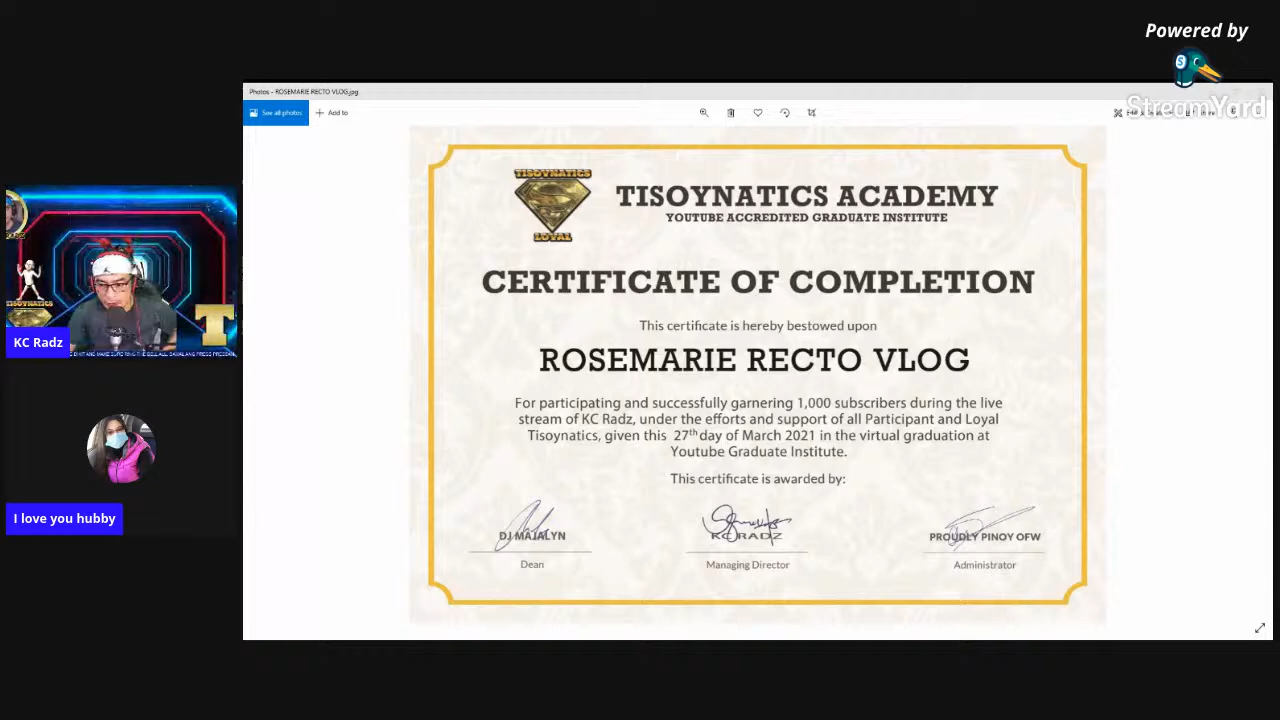 Powered by
StreamYard
Photos - ROSEMARIE RECTO VLOG.jpg
See all photos
Add to
TISOYNATICS
LOYAL
TISOYNATICS ACADEMY
YOUTUBE ACCREDITED GRADUATE INSTITUTE
CERTIFICATE OF COMPLETION
This certificate is hereby bestowed upon
ROSEMARIE RECTO VLOG
For participating and successfully garnering 1,000 subscribers during the live
stream of KC Radz, under the efforts and support of all Participant and Loyal
Tisoynatics, given this 27th day of March 2021 in the virtual graduation at
Youtube Graduate Institute.
This certificate is awarded by:
DJ MAJALYN
KC RADZ
PROUDLY PINOY OFW
Dean
Managing Director
Administrator
TISOYNATICS
T
KC Radz
I love you hubby